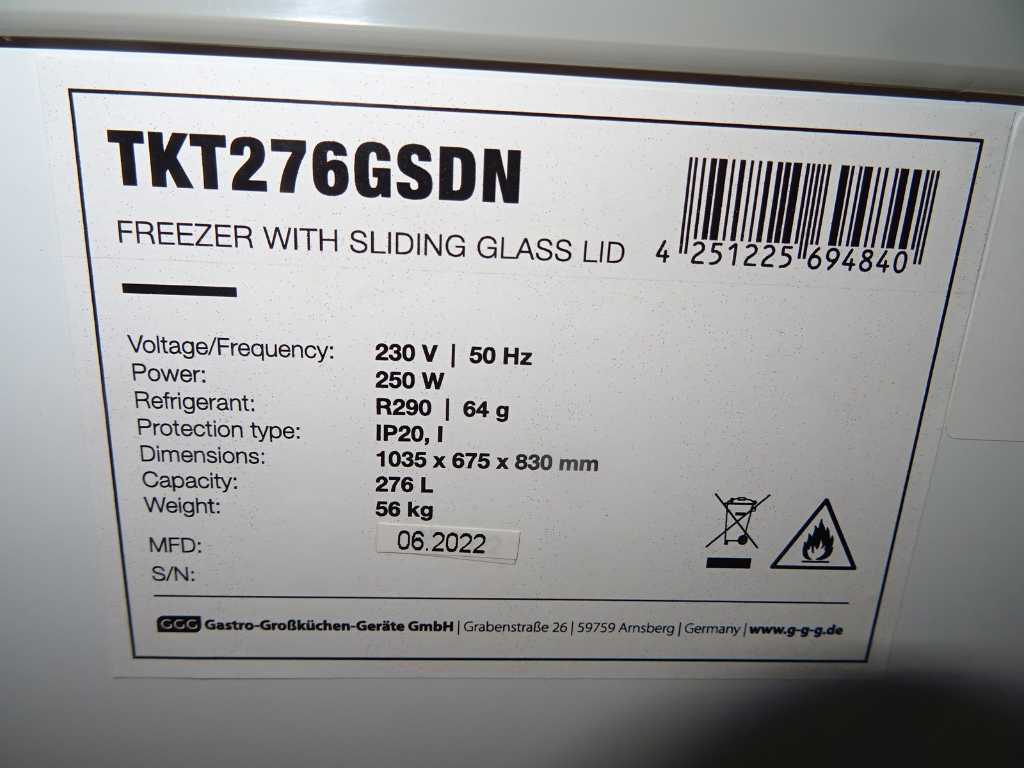 TKT276GSDN
FREEZER WITH SLIDING GLASS LID
4 251225 694840
Voltage/Frequency: 230 V | 50 Hz
Power: 250 W
Refrigerant: R290 | 64 g
Protection type: IP20, I
Dimensions: 1035 x 675 x 830 mm
Capacity: 276 L
Weight: 56 kg
MFD: 06.2022
S/N:
GGG Gastro-Großküchen-Geräte GmbH | Grabenstraße 26 | 59759 Arnsberg | Germany | www.g-g-g.de